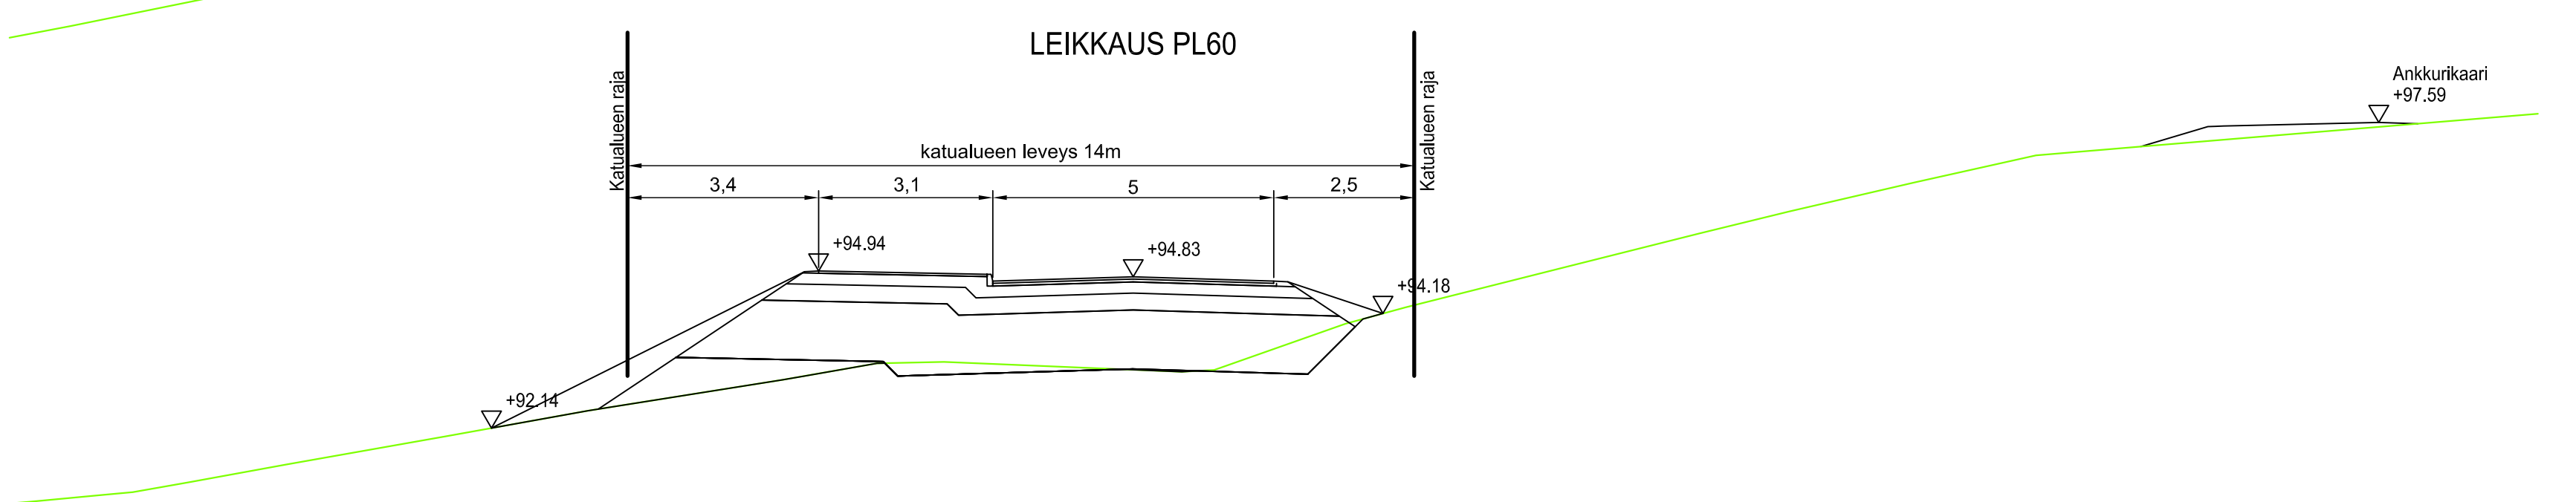 LEIKKAUS PL60
Katualueen raja
Katualueen raja
Ankkurikaari
+97.59
katualueen leveys 14m
3,4
3,1
5
2,5
+94.94
+94.83
+94.18
+92.14